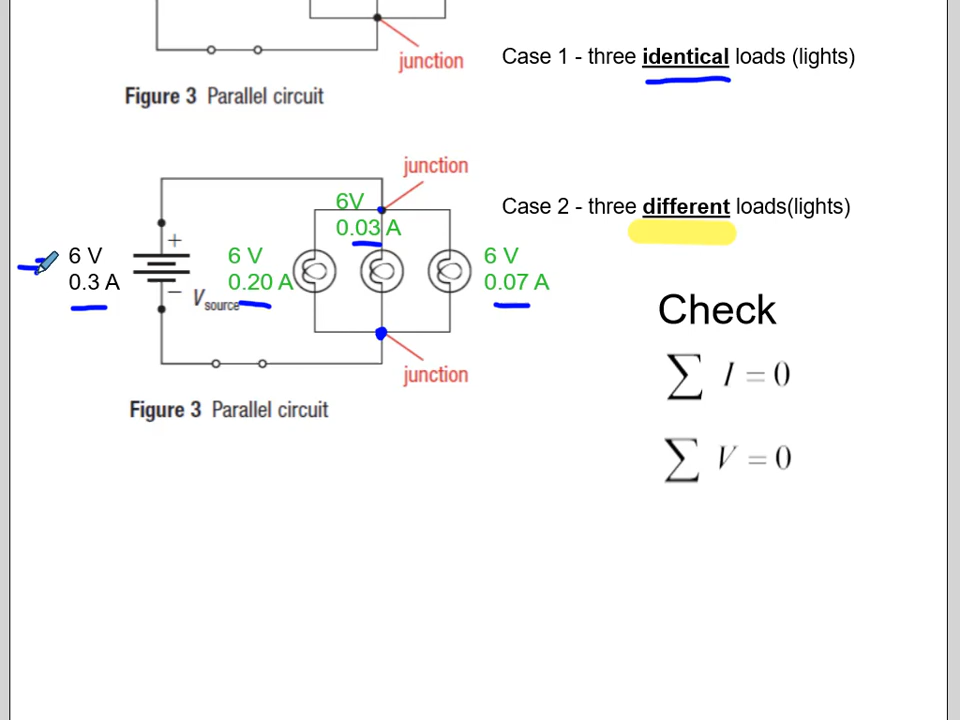 junction
Case 1 - three identical loads (lights)
Figure 3 Parallel circuit
junction
6V
0.03 A
Case 2 - three different loads(lights)
6 V
0.3 A
+
−
Vsource
6 V
0.20 A
6 V
0.07 A
Check
∑ I = 0
∑ V = 0
junction
Figure 3 Parallel circuit